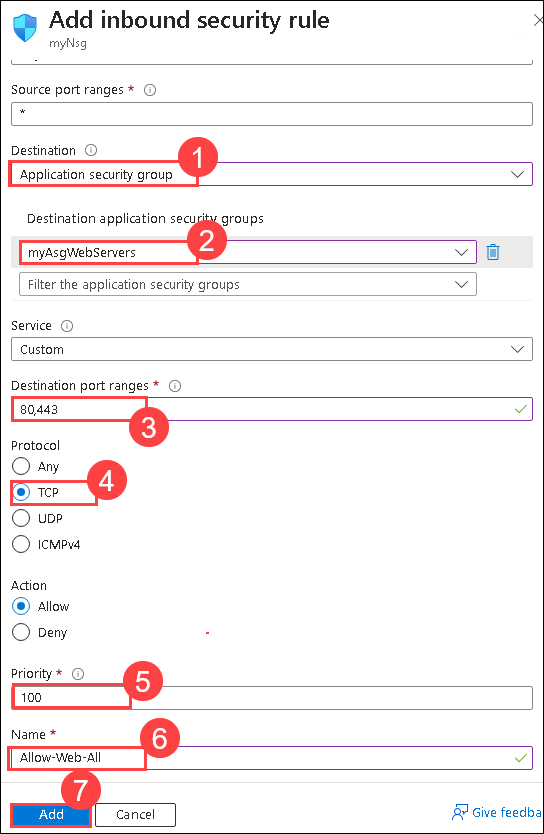 Add inbound security rule
myNsg
Source port ranges *
*
Destination
1
Application security group
Destination application security groups
2
myAsgWebServers
Filter the application security groups
Service
Custom
Destination port ranges *
80,443
3
Protocol
Any
4
TCP
UDP
ICMPv4
Action
Allow
Deny
Priority *
5
100
Name *
6
Allow-Web-All
7
Add
Cancel
Give feedba